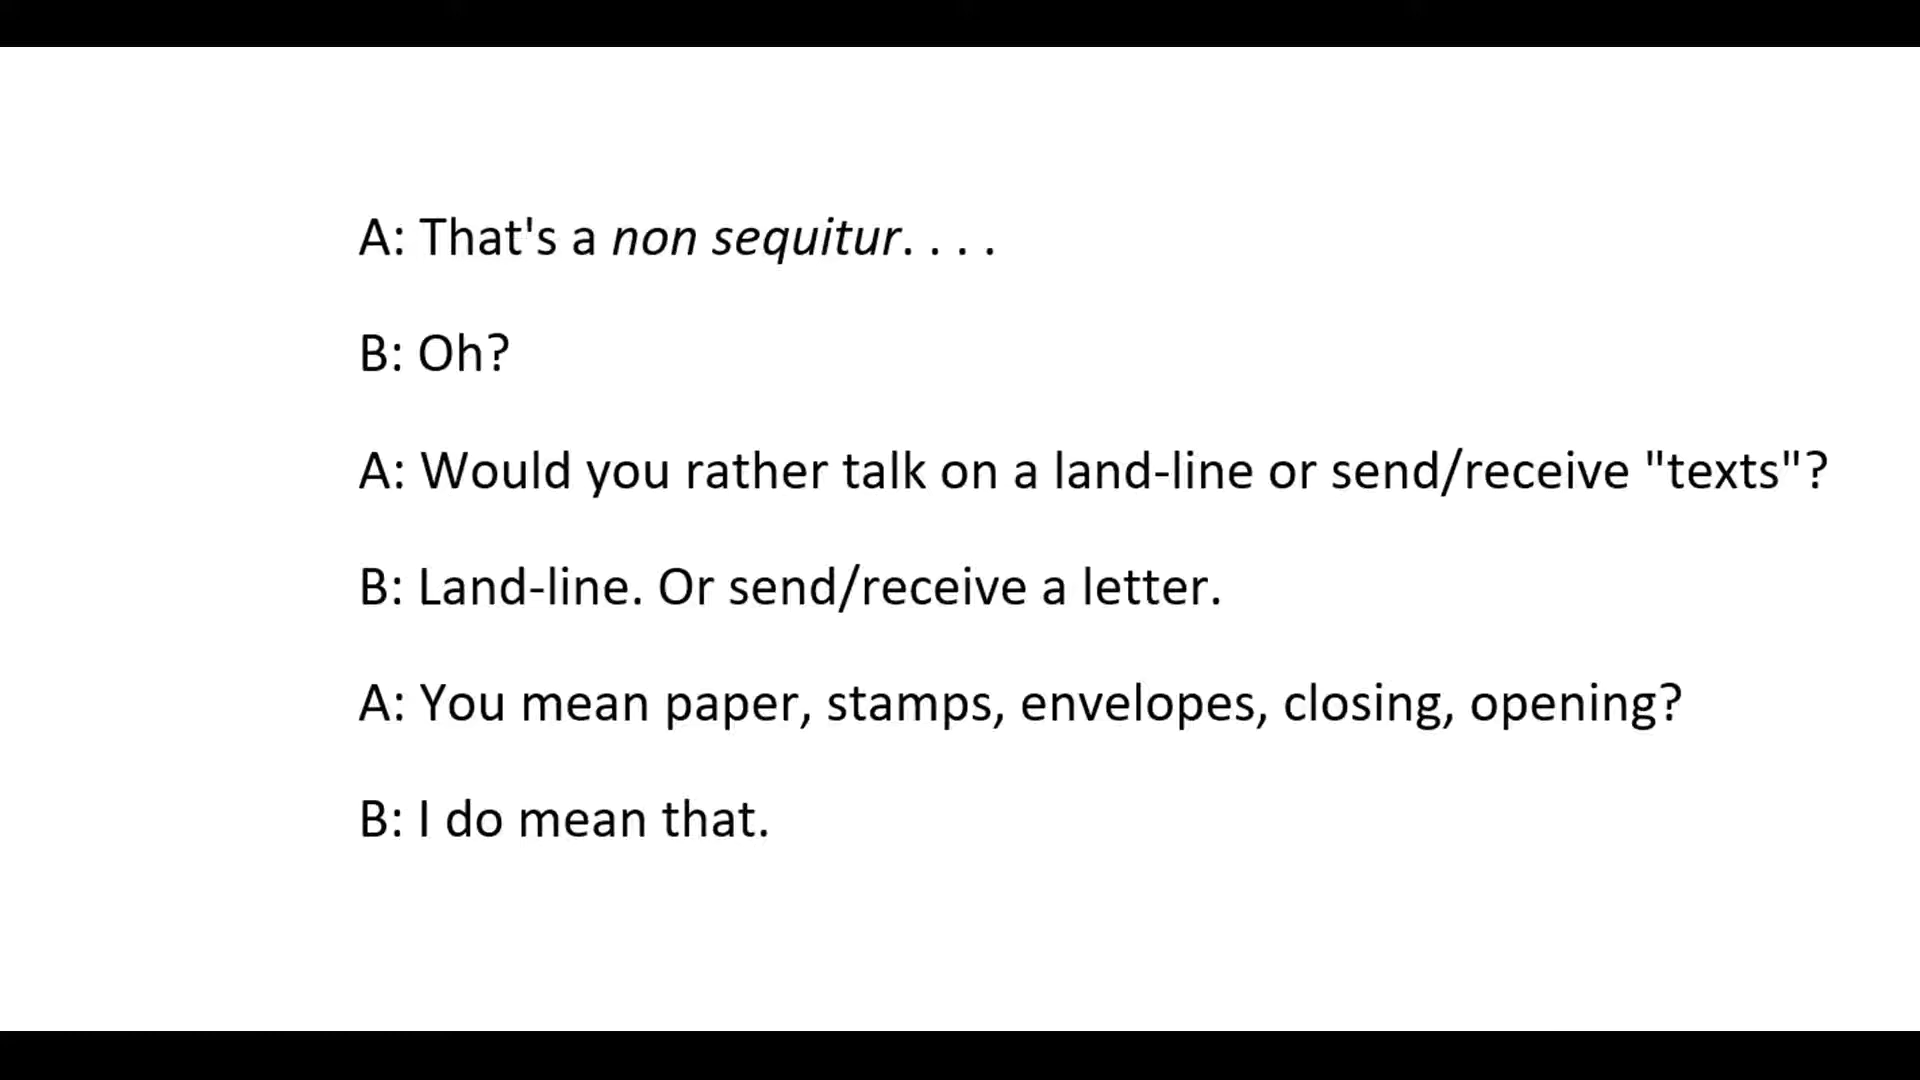 A: That's a non sequitur. . . .
B: Oh?
A: Would you rather talk on a land-line or send/receive "texts"?
B: Land-line. Or send/receive a letter.
A: You mean paper, stamps, envelopes, closing, opening?
B: I do mean that.